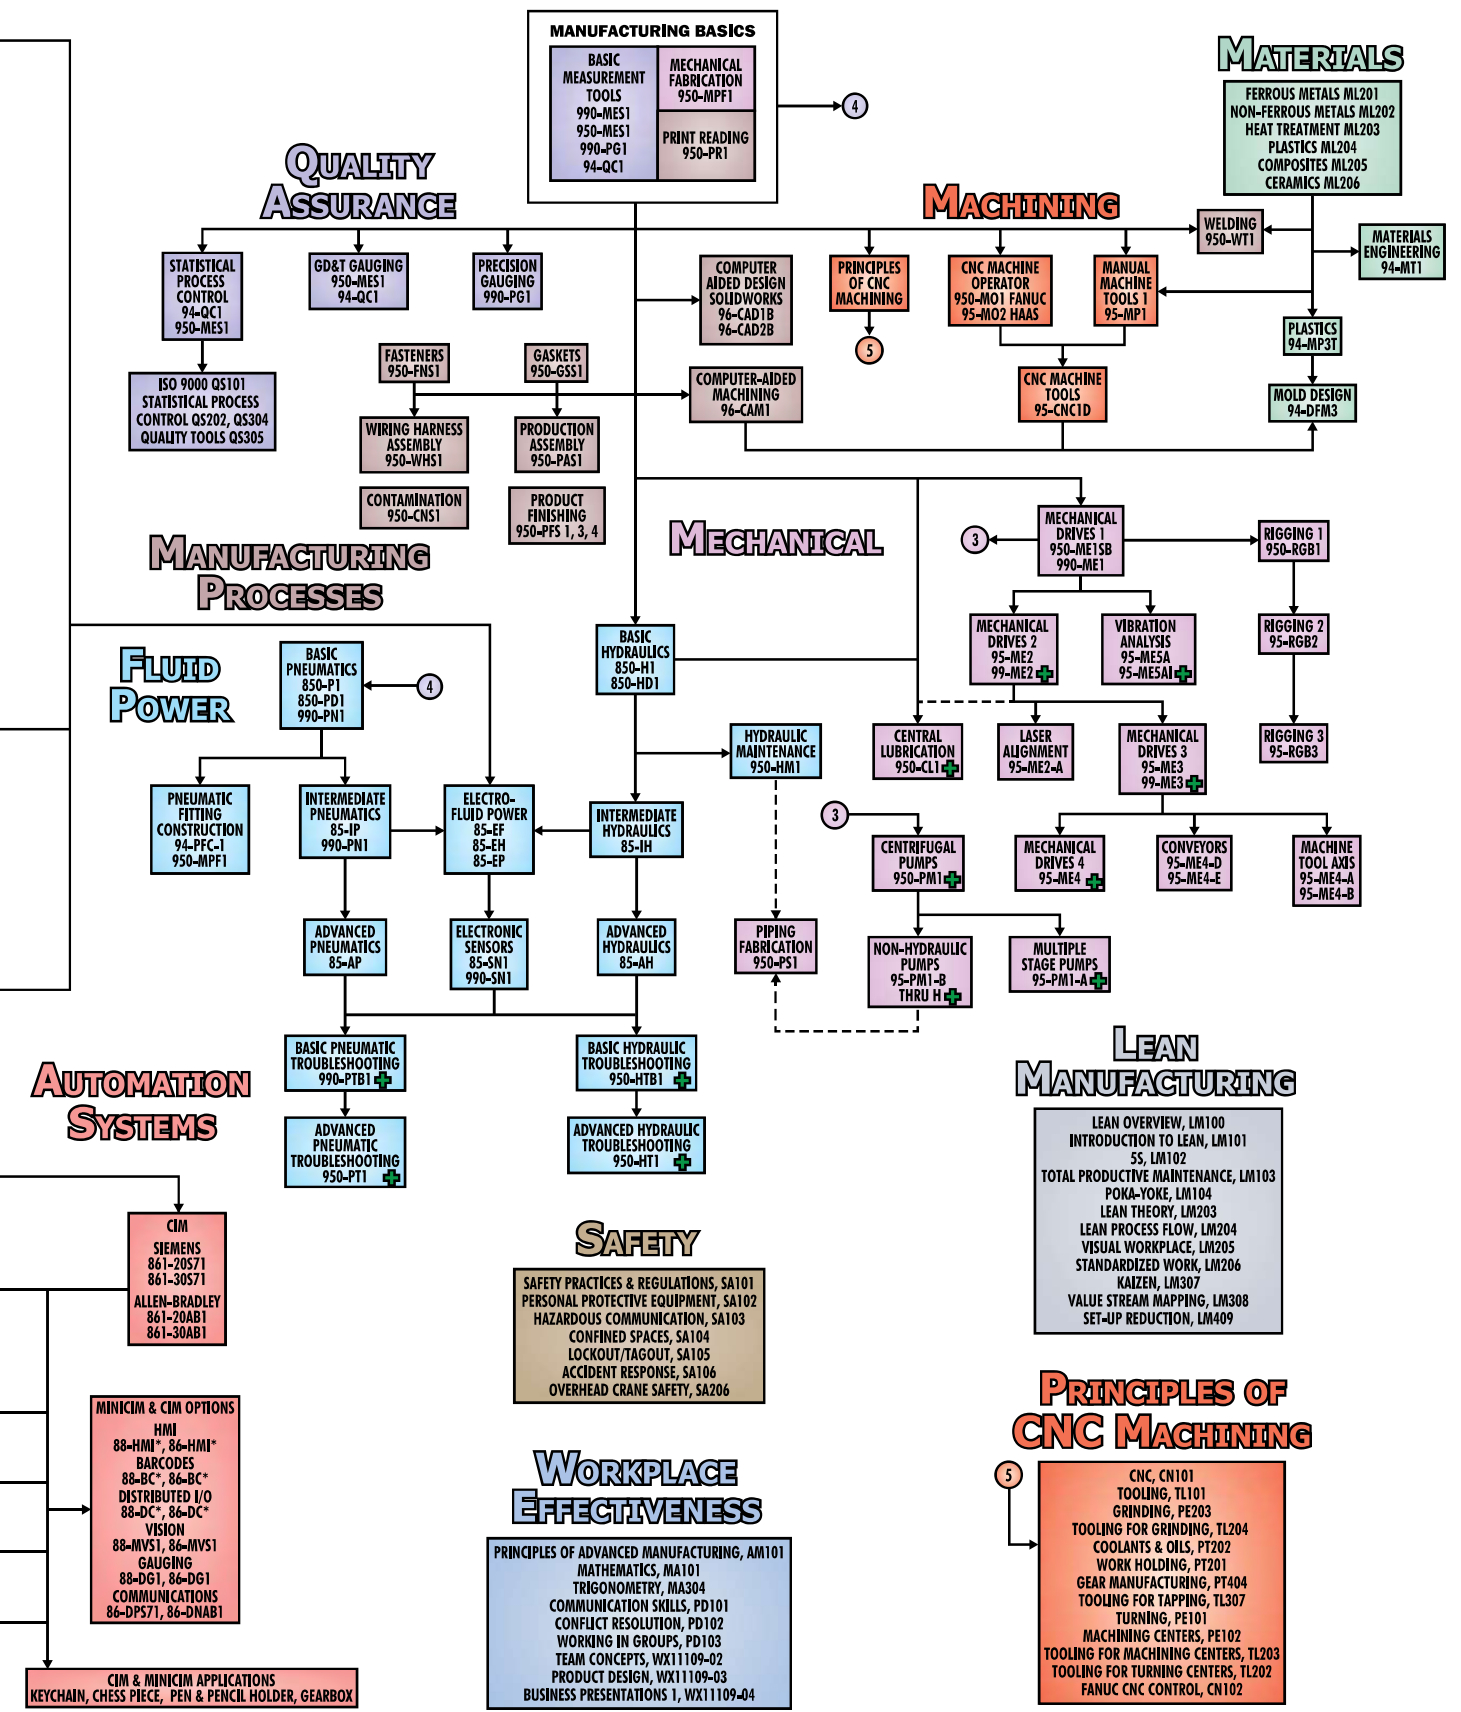 MANUFACTURING BASICS
BASIC
MEASUREMENT
TOOLS
990-MES1
950-MES1
990-PG1
94-QC1
MECHANICAL
FABRICATION
950-MPF1
PRINT READING
950-PR1
4
MATERIALS
FERROUS METALS ML201
NON-FERROUS METALS ML202
HEAT TREATMENT ML203
PLASTICS ML204
COMPOSITES ML205
CERAMICS ML206
QUALITY
ASSURANCE
MACHINING
WELDING
950-WT1
MATERIALS
ENGINEERING
94-MT1
STATISTICAL
PROCESS
CONTROL
94-QC1
950-MES1
GD&T GAUGING
950-MES1
94-QC1
PRECISION
GAUGING
990-PG1
COMPUTER
AIDED DESIGN
SOLIDWORKS
96-CAD1B
96-CAD2B
PRINCIPLES
OF CNC
MACHINING
CNC MACHINE
OPERATOR
950-MO1 FANUC
95-MO2 HAAS
MANUAL
MACHINE
TOOLS 1
95-MP1
5
PLASTICS
94-MP3T
ISO 9000 QS101
STATISTICAL PROCESS
CONTROL QS202, QS304
QUALITY TOOLS QS305
FASTENERS
950-FNS1
GASKETS
950-GSS1
COMPUTER-AIDED
MACHINING
96-CAM1
CNC MACHINE
TOOLS
95-CNC1D
MOLD DESIGN
94-DFM3
WIRING HARNESS
ASSEMBLY
950-WHS1
PRODUCTION
ASSEMBLY
950-PAS1
CONTAMINATION
950-CNS1
PRODUCT
FINISHING
950-PFS 1, 3, 4
MANUFACTURING
PROCESSES
MECHANICAL
3
MECHANICAL
DRIVES 1
950-ME1SB
990-ME1
RIGGING 1
950-RGB1
MECHANICAL
DRIVES 2
95-ME2
99-ME2
VIBRATION
ANALYSIS
95-ME5A
95-ME5AI
RIGGING 2
95-RGB2
FLUID
POWER
BASIC
PNEUMATICS
850-P1
850-PD1
990-PN1
4
BASIC
HYDRAULICS
850-H1
850-HD1
HYDRAULIC
MAINTENANCE
950-HM1
CENTRAL
LUBRICATION
950-CL1
LASER
ALIGNMENT
95-ME2-A
MECHANICAL
DRIVES 3
95-ME3
99-ME3
RIGGING 3
95-RGB3
PNEUMATIC
FITTING
CONSTRUCTION
94-PFC-1
950-MPF1
INTERMEDIATE
PNEUMATICS
85-IP
990-PN1
ELECTRO-
FLUID POWER
85-EF
85-EH
85-EP
INTERMEDIATE
HYDRAULICS
85-IH
3
CENTRIFUGAL
PUMPS
950-PM1
MECHANICAL
DRIVES 4
95-ME4
CONVEYORS
95-ME4-D
95-ME4-E
MACHINE
TOOL AXIS
95-ME4-A
95-ME4-B
ADVANCED
PNEUMATICS
85-AP
ELECTRONIC
SENSORS
85-SN1
990-SN1
ADVANCED
HYDRAULICS
85-AH
PIPING
FABRICATION
950-PS1
NON-HYDRAULIC
PUMPS
95-PM1-B
THRU H
MULTIPLE
STAGE PUMPS
95-PM1-A
BASIC PNEUMATIC
TROUBLESHOOTING
990-PTB1
BASIC HYDRAULIC
TROUBLESHOOTING
950-HTB1
ADVANCED
PNEUMATIC
TROUBLESHOOTING
950-PT1
ADVANCED HYDRAULIC
TROUBLESHOOTING
950-HT1
LEAN
MANUFACTURING
LEAN OVERVIEW, LM100
INTRODUCTION TO LEAN, LM101
5S, LM102
TOTAL PRODUCTIVE MAINTENANCE, LM103
POKA-YOKE, LM104
LEAN THEORY, LM203
LEAN PROCESS FLOW, LM204
VISUAL WORKPLACE, LM205
STANDARDIZED WORK, LM206
KAIZEN, LM307
VALUE STREAM MAPPING, LM308
SET-UP REDUCTION, LM409
AUTOMATION
SYSTEMS
CIM
SIEMENS
861-20S71
861-30S71
ALLEN-BRADLEY
861-20AB1
861-30AB1
MINICIM & CIM OPTIONS
HMI
88-HMI*, 86-HMI*
BARCODES
88-BC*, 86-BC*
DISTRIBUTED I/O
88-DC*, 86-DC*
VISION
88-MVS1, 86-MVS1
GAUGING
88-DG1, 86-DG1
COMMUNICATIONS
86-DPS71, 86-DNAB1
CIM & MINICIM APPLICATIONS
KEYCHAIN, CHESS PIECE, PEN & PENCIL HOLDER, GEARBOX
SAFETY
SAFETY PRACTICES & REGULATIONS, SA101
PERSONAL PROTECTIVE EQUIPMENT, SA102
HAZARDOUS COMMUNICATION, SA103
CONFINED SPACES, SA104
LOCKOUT/TAGOUT, SA105
ACCIDENT RESPONSE, SA106
OVERHEAD CRANE SAFETY, SA206
WORKPLACE
EFFECTIVENESS
PRINCIPLES OF ADVANCED MANUFACTURING, AM101
MATHEMATICS, MA101
TRIGONOMETRY, MA304
COMMUNICATION SKILLS, PD101
CONFLICT RESOLUTION, PD102
WORKING IN GROUPS, PD103
TEAM CONCEPTS, WX11109-02
PRODUCT DESIGN, WX11109-03
BUSINESS PRESENTATIONS 1, WX11109-04
PRINCIPLES OF
CNC MACHINING
5
CNC, CN101
TOOLING, TL101
GRINDING, PE203
TOOLING FOR GRINDING, TL204
COOLANTS & OILS, PT202
WORK HOLDING, PT201
GEAR MANUFACTURING, PT404
TOOLING FOR TAPPING, TL307
TURNING, PE101
MACHINING CENTERS, PE102
TOOLING FOR MACHINING CENTERS, TL203
TOOLING FOR TURNING CENTERS, TL202
FANUC CNC CONTROL, CN102